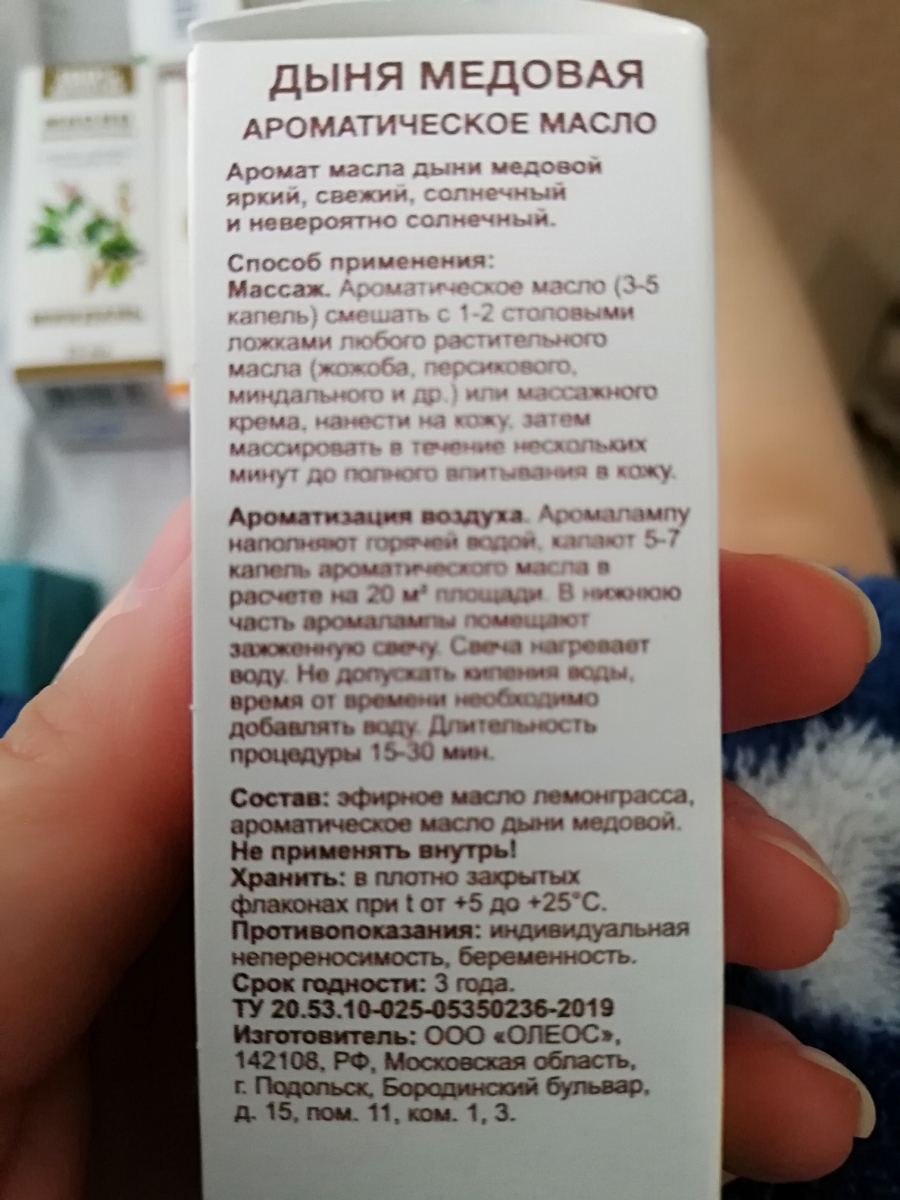 ДЫНЯ МЕДОВАЯ
АРОМАТИЧЕСКОЕ МАСЛО
Аромат масла дыни медовой
яркий, свежий, солнечный
и невероятно солнечный.
Способ применения:
Массаж. Ароматическое масло (3-5
капель) смешать с 1-2 столовыми
ложками любого растительного
масла (жожоба, персикового,
миндального и др.) или массажного
крема, нанести на кожу, затем
массировать в течение нескольких
минут до полного впитывания в кожу.
Ароматизация воздуха. Аромалампу
наполняют горячей водой, капают 5-7
капель ароматического масла в
расчете на 20 м² площади. В нижнюю
часть аромалампы помещают
зажженную свечу. Свеча нагревает
воду. Не допускать кипения воды,
время от времени необходимо
добавлять воду. Длительность
процедуры 15-30 мин.
Состав: эфирное масло лемонграсса,
ароматическое масло дыни медовой.
Не применять внутрь!
Хранить: в плотно закрытых
флаконах при t от +5 до +25°С.
Противопоказания: индивидуальная
непереносимость, беременность.
Срок годности: 3 года.
ТУ 20.53.10-025-05350236-2019
Изготовитель: ООО «ОЛЕОС»,
142108, РФ, Московская область,
г. Подольск, Бородинский бульвар,
д. 15, пом. 11, ком. 1, 3.